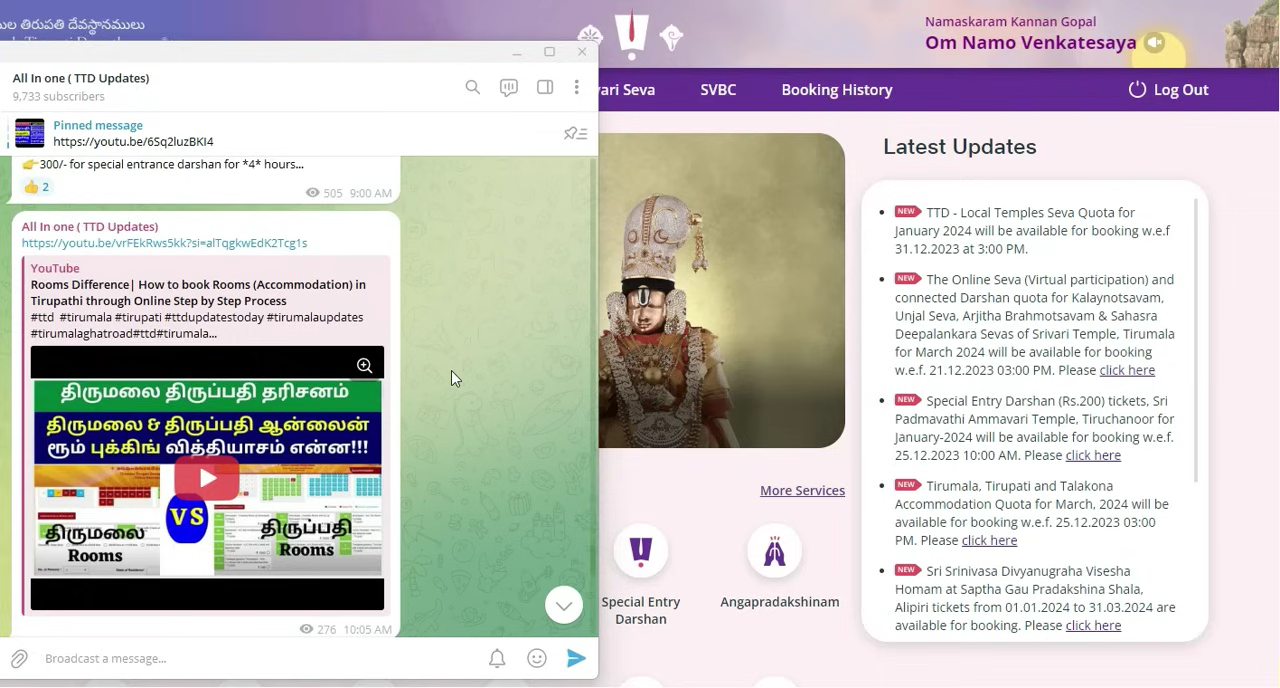 ల తిరుపతి దేవస్థానములు
Namaskaram Kannan Gopal
Om Namo Venkatesaya
vari Seva
SVBC
Booking History
Log Out
All In one ( TTD Updates)
9,733 subscribers
Pinned message
https://youtu.be/6Sq2luzBKI4
👉300/- for special entrance darshan for *4* hours...
👍 2
505 9:00 AM
All In one ( TTD Updates)
https://youtu.be/vrFEkRws5kk?si=alTqgkwEdK2Tcg1s
YouTube
Rooms Difference| How to book Rooms (Accommodation) in
Tirupathi through Online Step by Step Process
#ttd #tirumala #tirupati #ttdupdatestoday #tirumalaupdates
#tirumalaghatroad#ttd#tirumala...
திருமலை திருப்பதி தரிசனம்
திருமலை & திருப்பதி ஆன்லைன்
ரூம் புக்கிங் வித்தியாசம் என்ன!!!
VS
திருமலை
Rooms
திருப்பதி
Rooms
276 10:05 AM
Broadcast a message...
More Services
Special Entry
Darshan
Angapradakshinam
Latest Updates
NEW TTD - Local Temples Seva Quota for
January 2024 will be available for booking w.e.f
31.12.2023 at 3:00 PM.
NEW The Online Seva (Virtual participation) and
connected Darshan quota for Kalaynotsavam,
Unjal Seva, Arjitha Brahmotsavam & Sahasra
Deepalankara Sevas of Srivari Temple, Tirumala
for March 2024 will be available for booking
w.e.f. 21.12.2023 03:00 PM. Please click here
NEW Special Entry Darshan (Rs.200) tickets, Sri
Padmavathi Ammavari Temple, Tiruchanoor for
January-2024 will be available for booking w.e.f.
25.12.2023 10:00 AM. Please click here
NEW Tirumala, Tirupati and Talakona
Accommodation Quota for March, 2024 will be
available for booking w.e.f. 25.12.2023 03:00
PM. Please click here
NEW Sri Srinivasa Divyanugraha Visesha
Homam at Saptha Gau Pradakshina Shala,
Alipiri tickets from 01.01.2024 to 31.03.2024 are
available for booking. Please click here